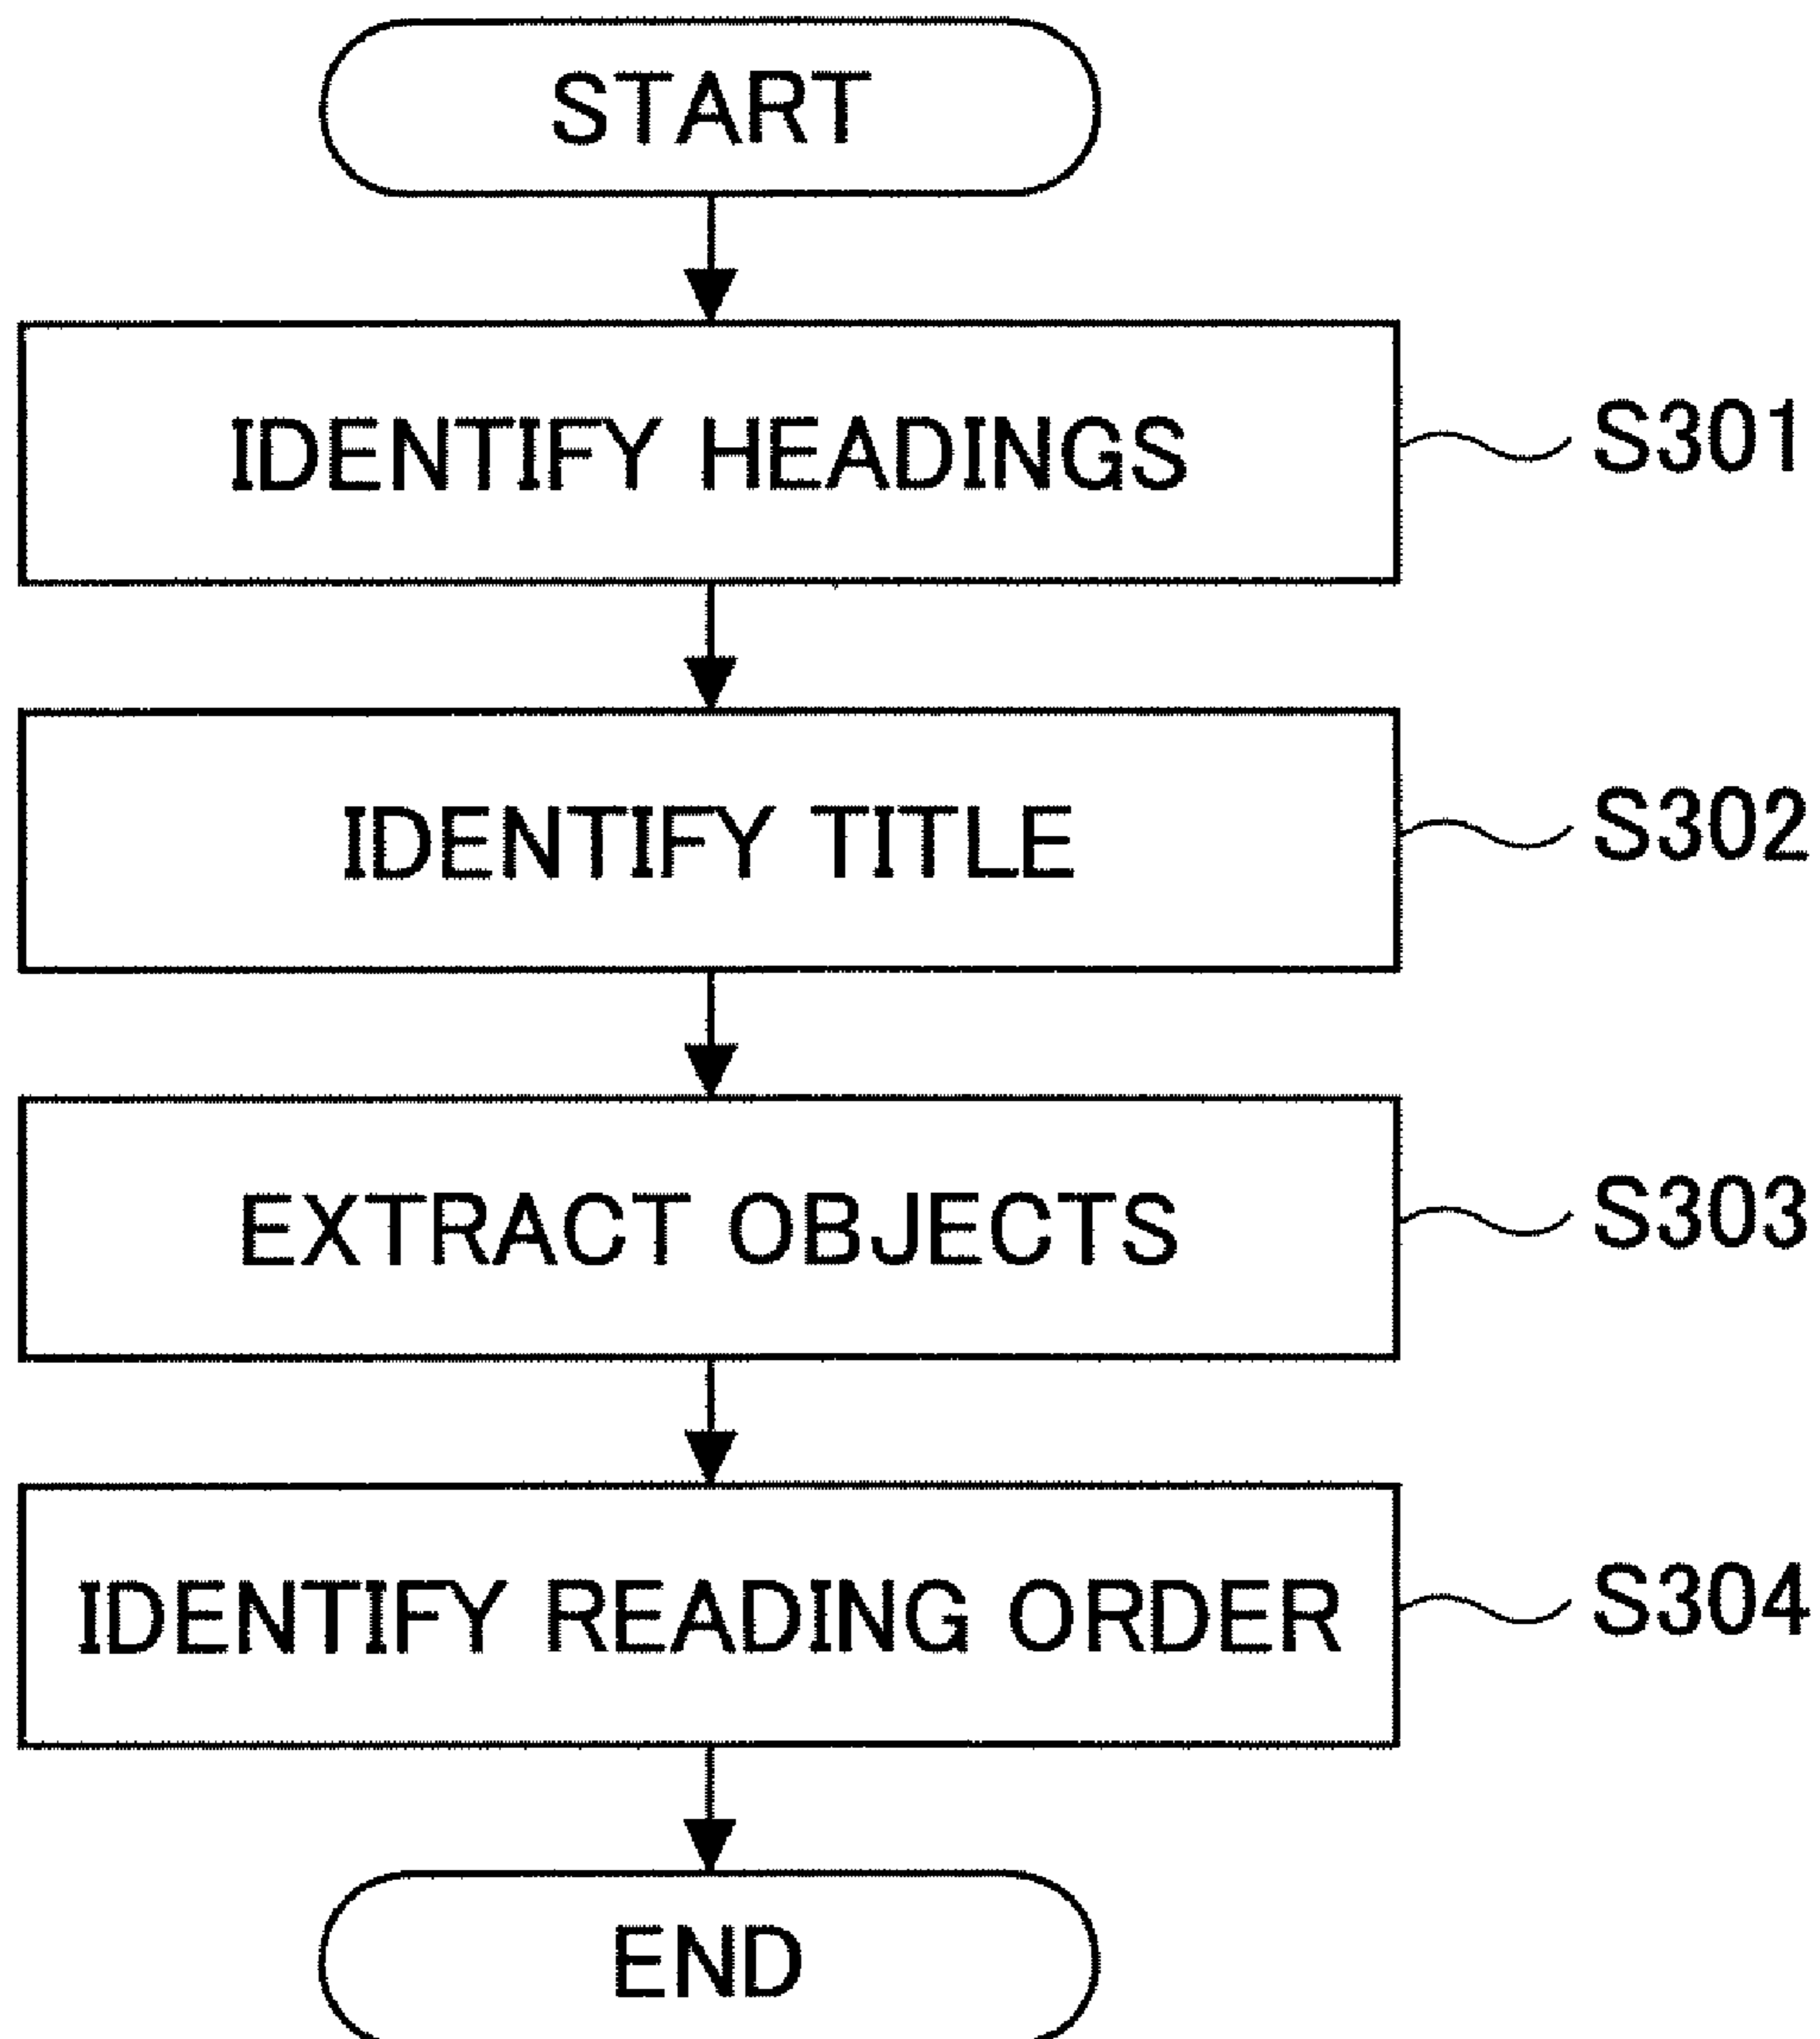 START
IDENTIFY HEADINGS
S301
IDENTIFY TITLE
S302
EXTRACT OBJECTS
S303
IDENTIFY READING ORDER
S304
END